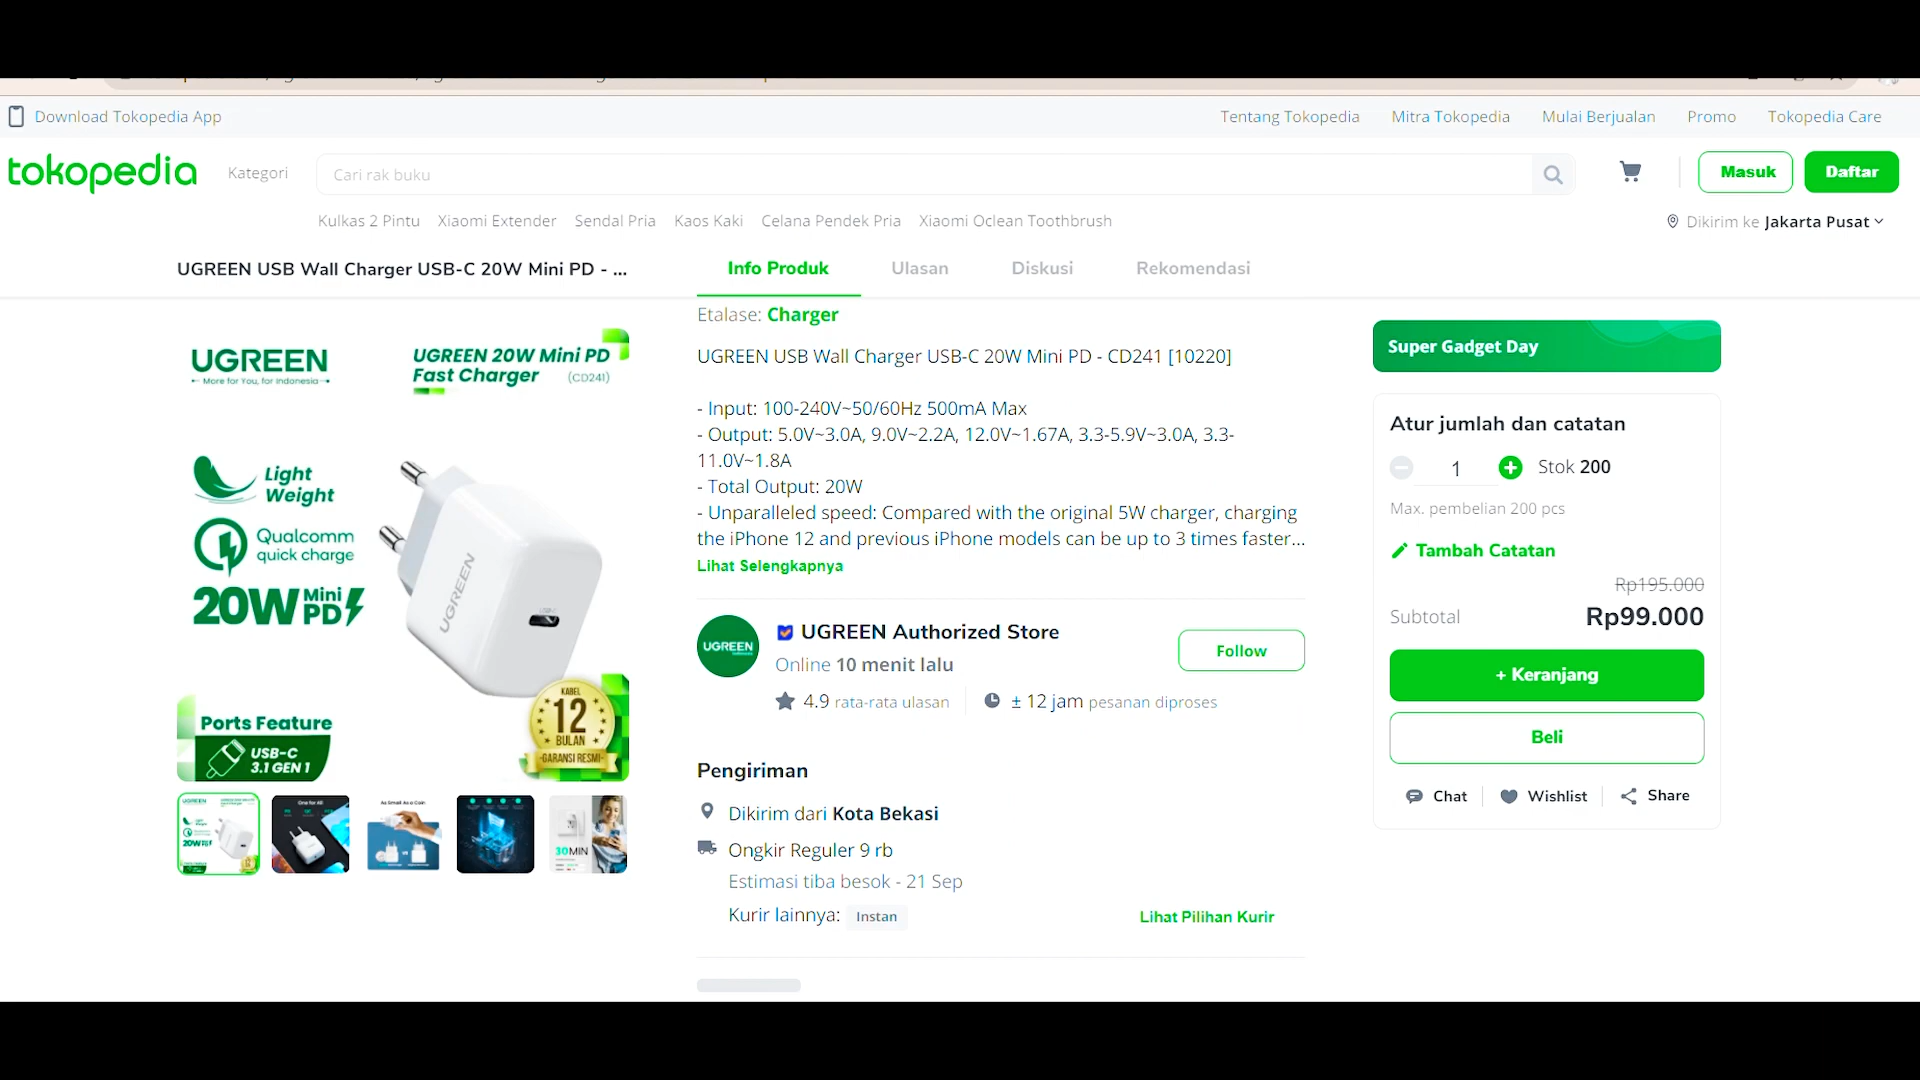 Download Tokopedia App
Tentang Tokopedia
Mitra Tokopedia
Mulai Berjualan
Promo
Tokopedia Care
tokopedia
Kategori
Cari rak buku
Masuk
Daftar
Kulkas 2 Pintu
Xiaomi Extender
Sendal Pria
Kaos Kaki
Celana Pendek Pria
Xiaomi Oclean Toothbrush
Dikirim ke Jakarta Pusat
UGREEN USB Wall Charger USB-C 20W Mini PD - ...
Info Produk
Ulasan
Diskusi
Rekomendasi
UGREEN
More for You, for Indonesia
UGREEN 20W Mini PD
Fast Charger (CD241)
Light
Weight
Qualcomm
quick charge
20W Mini PD
UGREEN
Ports Feature
USB-C
3.1 GEN 1
KABEL
12
BULAN
GARANSI RESMI
One for All
As Small As a Coin
30MIN
Etalase: Charger
UGREEN USB Wall Charger USB-C 20W Mini PD - CD241 [10220]
- Input: 100-240V~50/60Hz 500mA Max
- Output: 5.0V~3.0A, 9.0V~2.2A, 12.0V~1.67A, 3.3-5.9V~3.0A, 3.3-
11.0V~1.8A
- Total Output: 20W
- Unparalleled speed: Compared with the original 5W charger, charging
the iPhone 12 and previous iPhone models can be up to 3 times faster...
Lihat Selengkapnya
UGREEN
UGREEN Authorized Store
Online 10 menit lalu
Follow
4.9 rata-rata ulasan
± 12 jam pesanan diproses
Pengiriman
Dikirim dari Kota Bekasi
Ongkir Reguler 9 rb
Estimasi tiba besok - 21 Sep
Kurir lainnya: Instan
Lihat Pilihan Kurir
Super Gadget Day
Atur jumlah dan catatan
1
Stok 200
Max. pembelian 200 pcs
Tambah Catatan
Rp195.000
Subtotal
Rp99.000
+ Keranjang
Beli
Chat
Wishlist
Share